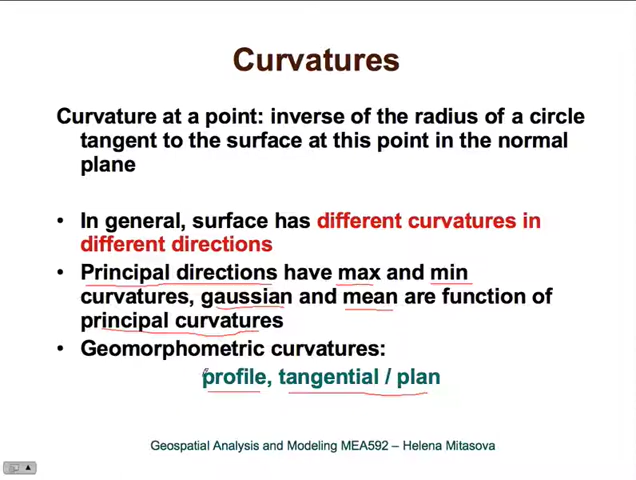 Curvatures
Curvature at a point: inverse of the radius of a circle
tangent to the surface at this point in the normal
plane
• In general, surface has different curvatures in
different directions
• Principal directions have max and min
curvatures, gaussian and mean are function of
principal curvatures
• Geomorphometric curvatures:
profile, tangential / plan
Geospatial Analysis and Modeling MEA592 – Helena Mitasova